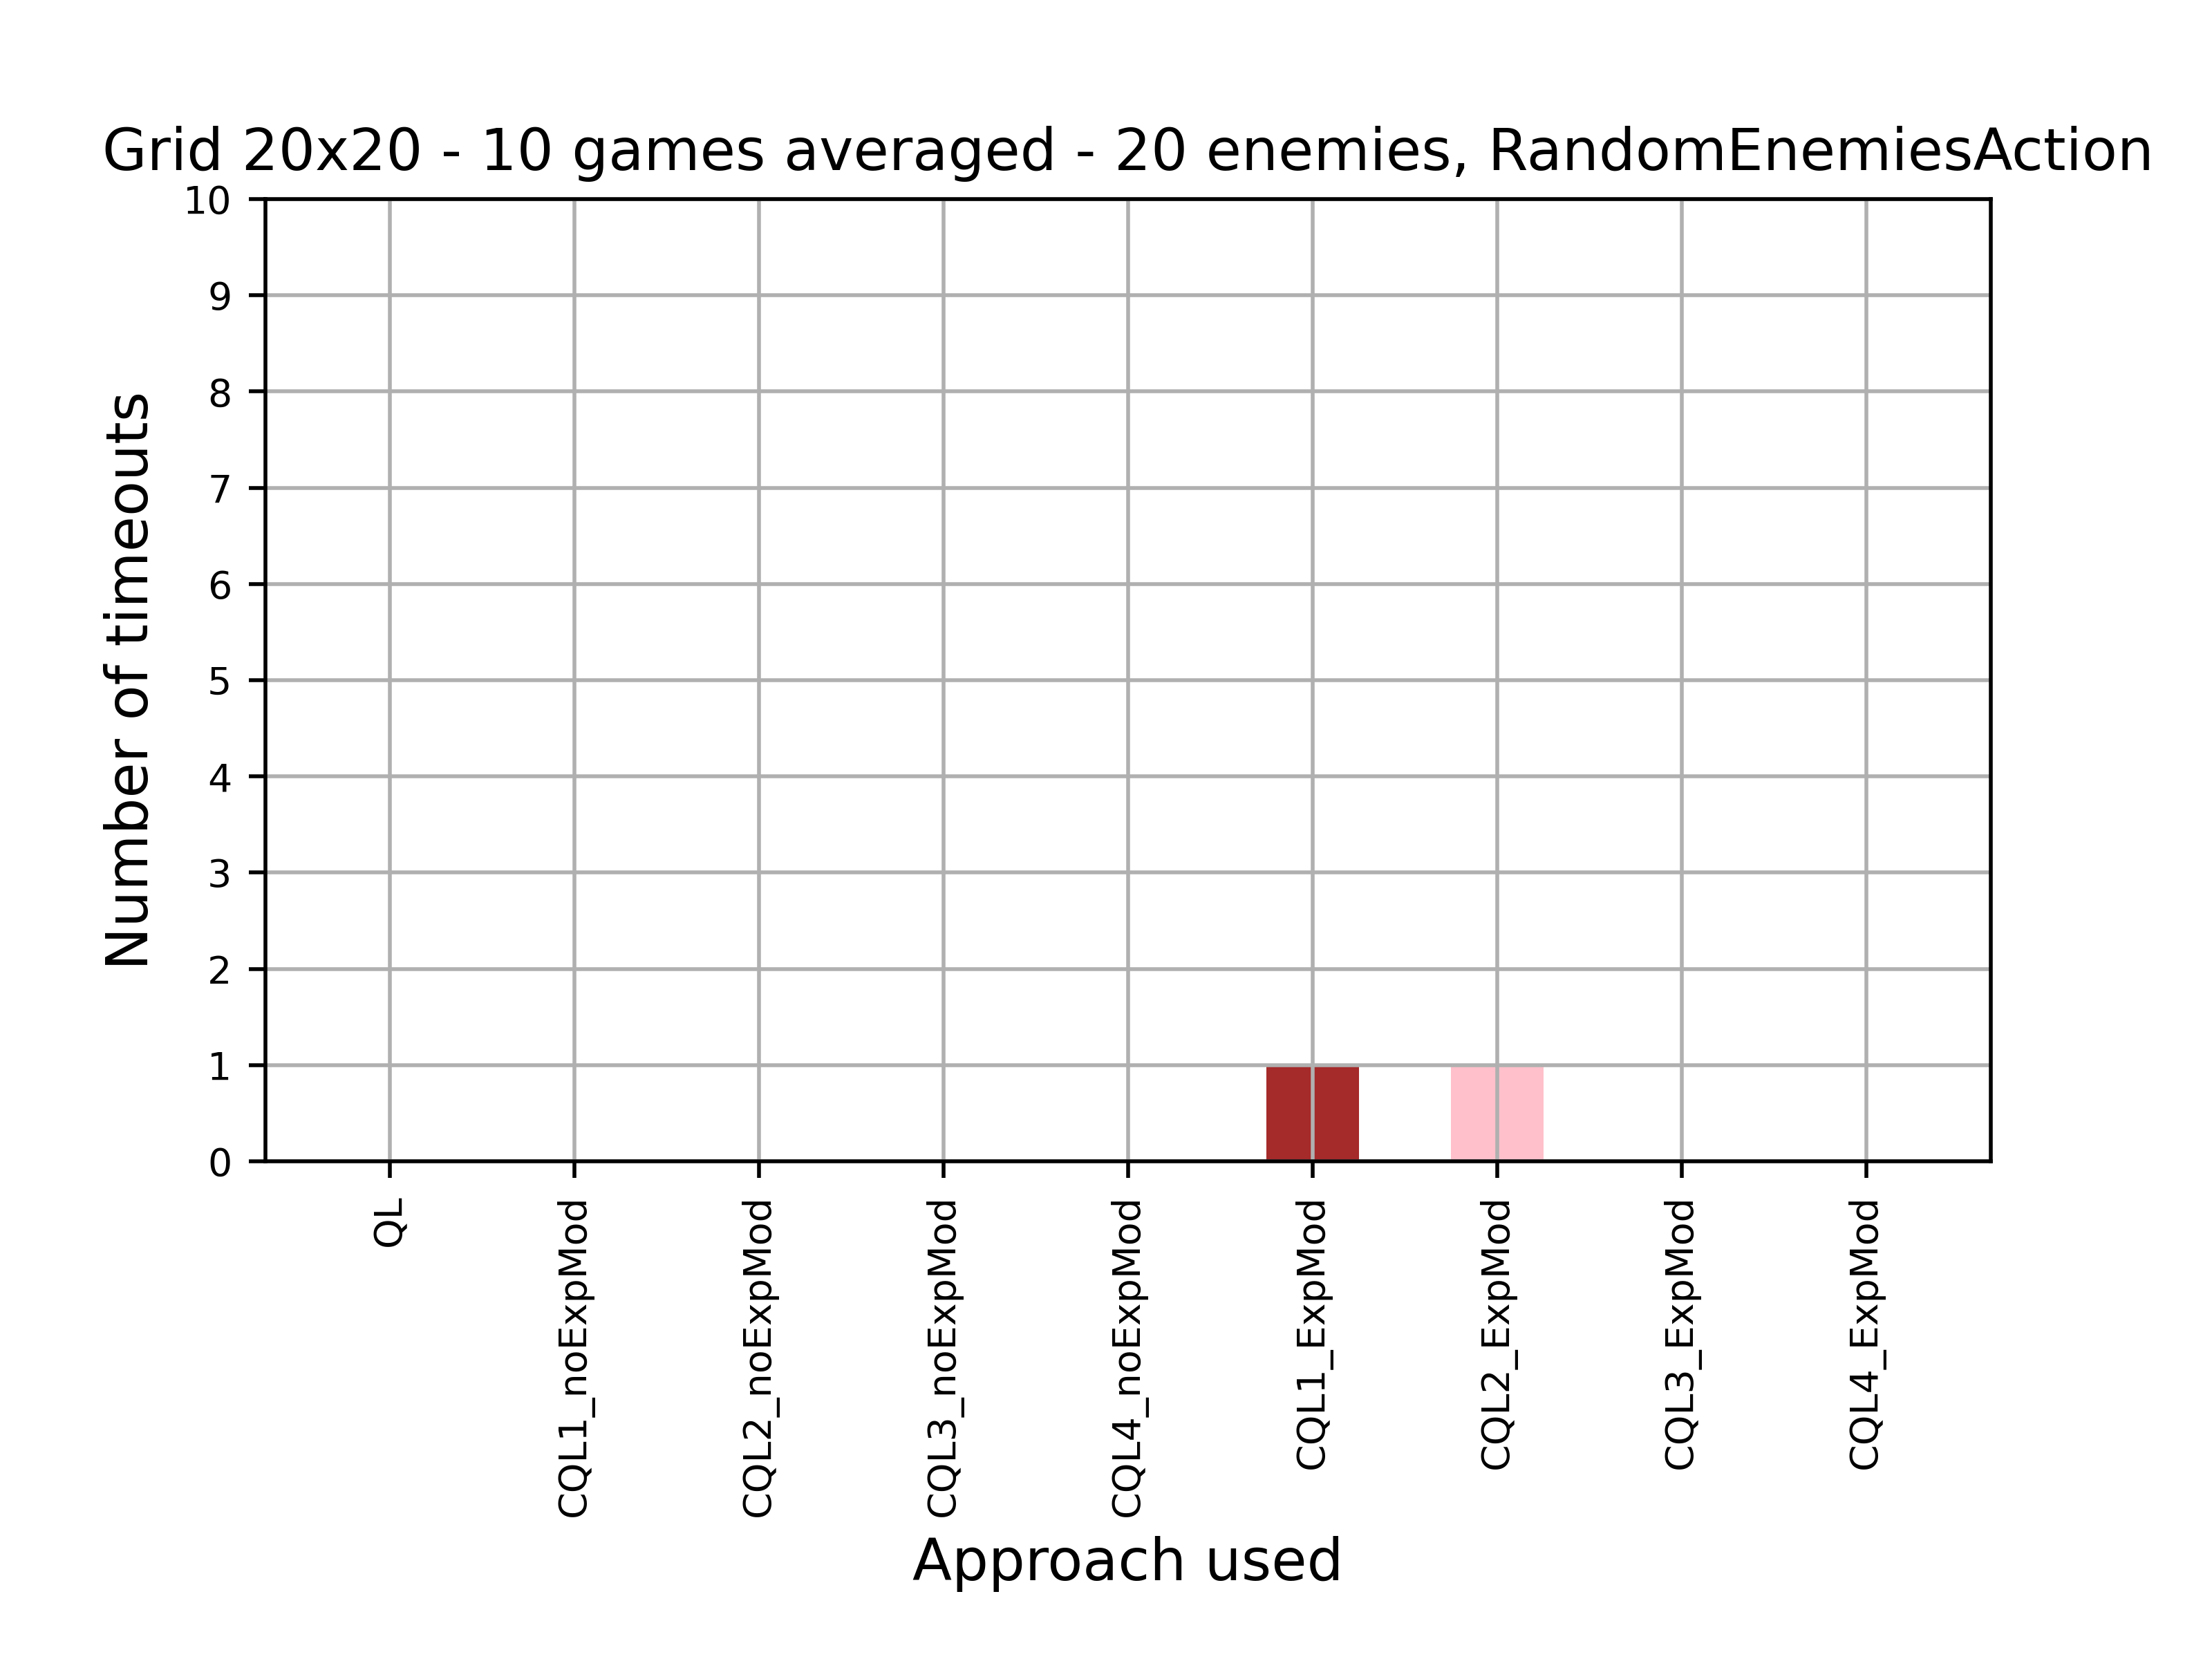 Grid 20x20 - 10 games averaged - 20 enemies, RandomEnemiesAction
Number of timeouts
10
9
8
7
6
5
4
3
2
1
0
QL
CQL1_noExpMod
CQL2_noExpMod
CQL3_noExpMod
CQL4_noExpMod
CQL1_ExpMod
CQL2_ExpMod
CQL3_ExpMod
CQL4_ExpMod
Approach used